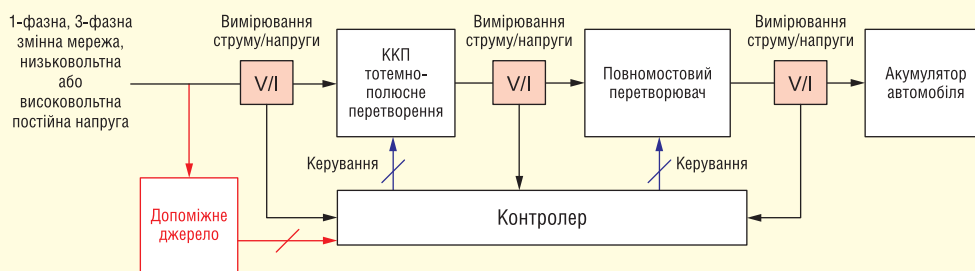 1-фазна, 3-фазна
змінна мережа,
низьковольтна
або
високовольтна
постійна напруга
Вимірювання
струму/напруги
V/I
ККП
тотемно-
полюсне
перетворення
Вимірювання
струму/напруги
V/I
Повномостовий
перетворювач
Вимірювання
струму/напруги
V/I
Акумулятор
автомобіля
Керування
Керування
Допоміжне
джерело
Контролер